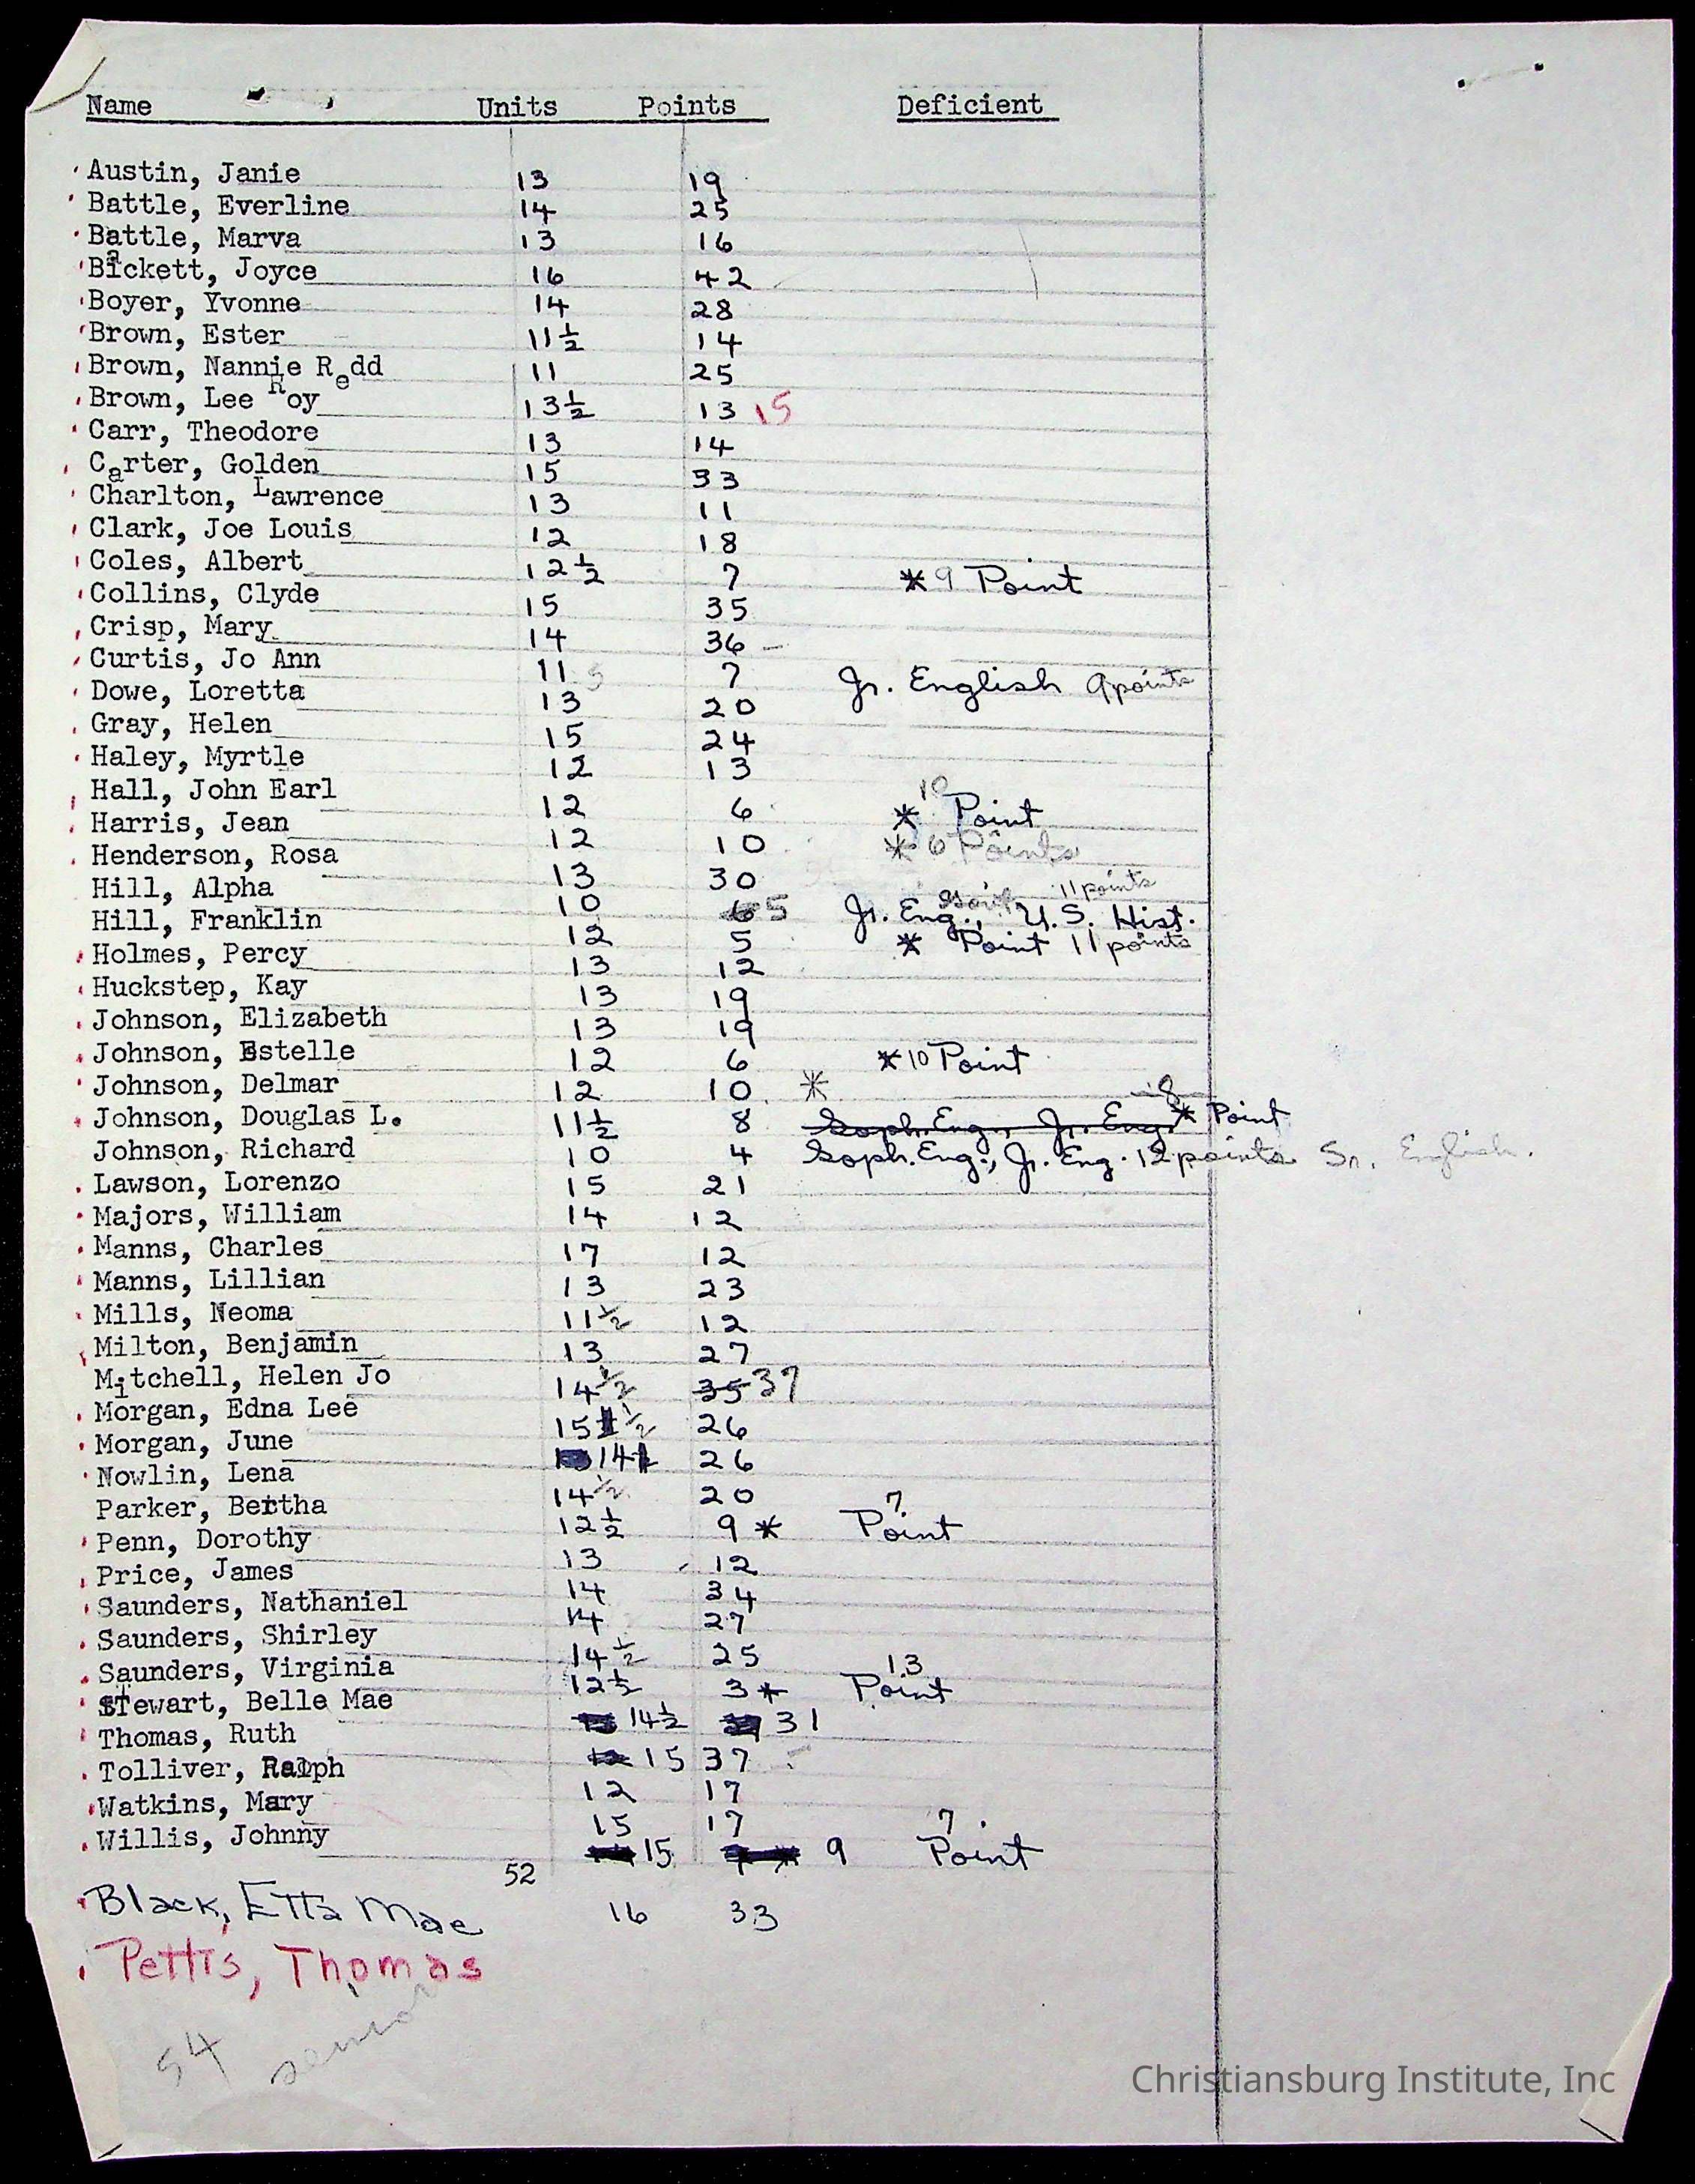 Name Units Points Deficient
Austin, Janie 13 19
Battle, Everline 14 25
Battle, Marva 13 16
Backett, Joyce 16 42
Boyer, Yvonne 14 28
Brown, Ester 11½ 14
Brown, Nannie Redd 11 25
Brown, Lee Roy 13½ 13 15
Carr, Theodore 13 14
Carter, Golden 15 33
Charlton, Lawrence 13 11
Clark, Joe Louis 12 18
Coles, Albert 12½ 7 * 9 Point
Collins, Clyde 15 35
Crisp, Mary 14 36
Curtis, Jo Ann 11 7 Jr. English 9 points
Dowe, Loretta 13 20
Gray, Helen 15 24
Haley, Myrtle 12 13
Hall, John Earl 12 6 * 10 Point
Harris, Jean 12 10 * 6 Points
Henderson, Rosa 13 30
Hill, Alpha 10 5 Jr. Eng., U.S. Hist. 11 points
Hill, Franklin 12 5 * Point 11 points
Holmes, Percy 13 12
Huckstep, Kay 13 19
Johnson, Elizabeth 13 19
Johnson, Estelle 12 6 * 10 Point
Johnson, Delmar 12 10 *
Johnson, Douglas L. 11½ 8 Soph. Eng., Jr. Eng. * 8 Point
Johnson, Richard 10 4 Soph. Eng., Jr. Eng. 12 points Sr. English.
Lawson, Lorenzo 15 21
Majors, William 14 12
Manns, Charles 17 12
Manns, Lillian 13 23
Mills, Neoma 11½ 12
Milton, Benjamin 13 27
Mitchell, Helen Jo 14½ 35 37
Morgan, Edna Lee 15½ 26
Morgan, June 14 26
Nowlin, Lena 14½ 20
Parker, Bertha 12½ 9 * 7 Point
Penn, Dorothy 13 12
Price, James 14 34
Saunders, Nathaniel 14 27
Saunders, Shirley 14½ 25
Saunders, Virginia 12½ 3 * 13 Point
Stewart, Belle Mae 14½ 31
Thomas, Ruth 15 37
Tolliver, Ralph 12 17
Watkins, Mary 15 17
Willis, Johnny 15 9 7 Point
52
Black, Etta Mae 16 33
Pettis, Thomas
54 senior
Christiansburg Institute, Inc